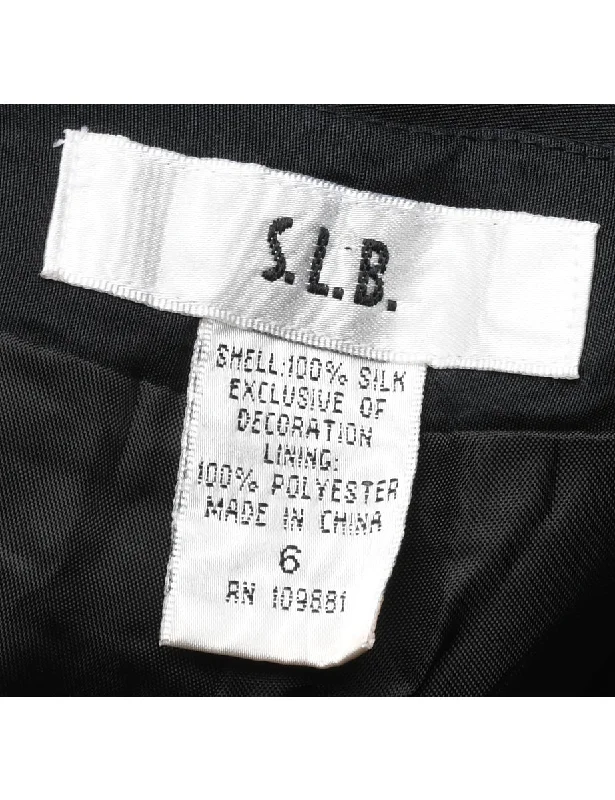 S.L.B.
SHELL:100% SILK
EXCLUSIVE OF
DECORATION
LINING:
100% POLYESTER
MADE IN CHINA
6
RN 109881